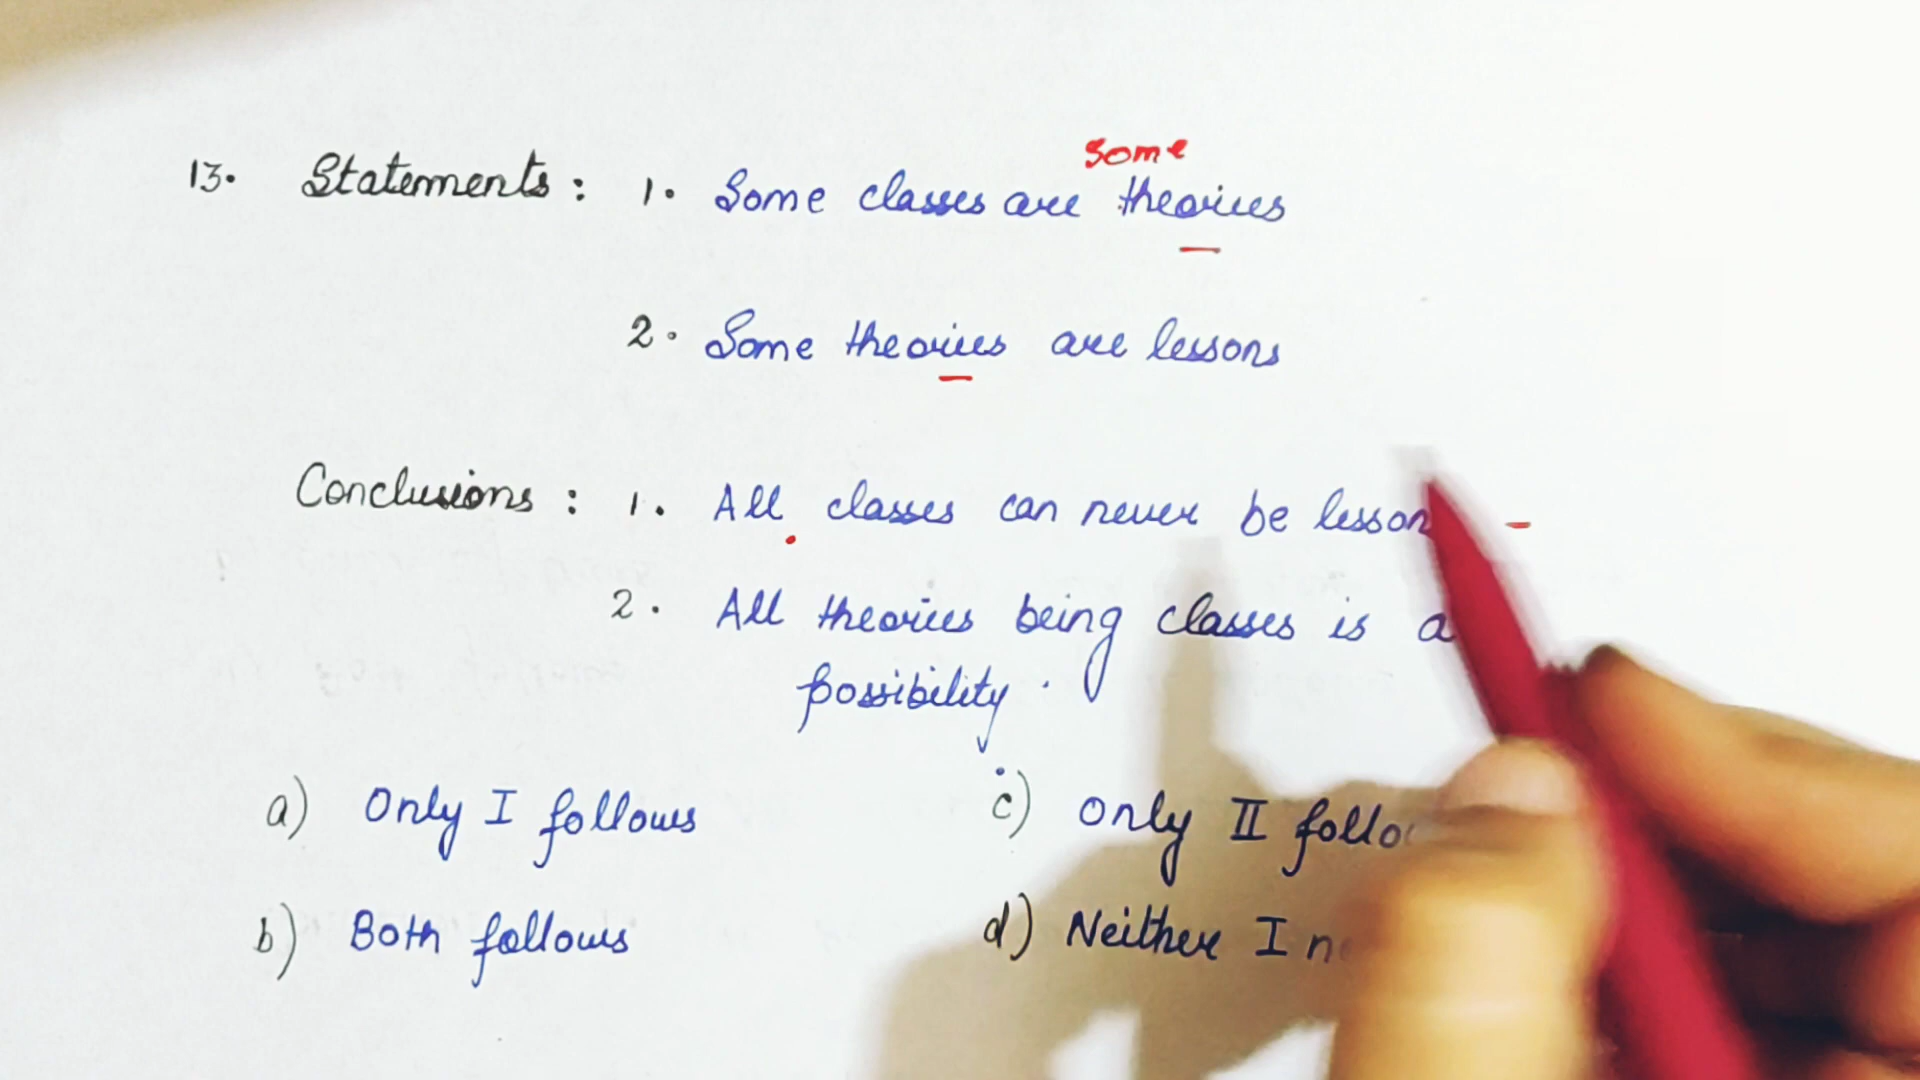 some
13. Statements : 1. Some classes are theories
2. Some theories are lessons
Conclusions : 1. All classes can never be lesson
2. All theories being classes is a
possibility.
a) Only I follows
c) Only II
b) Both follows
d) Neither I